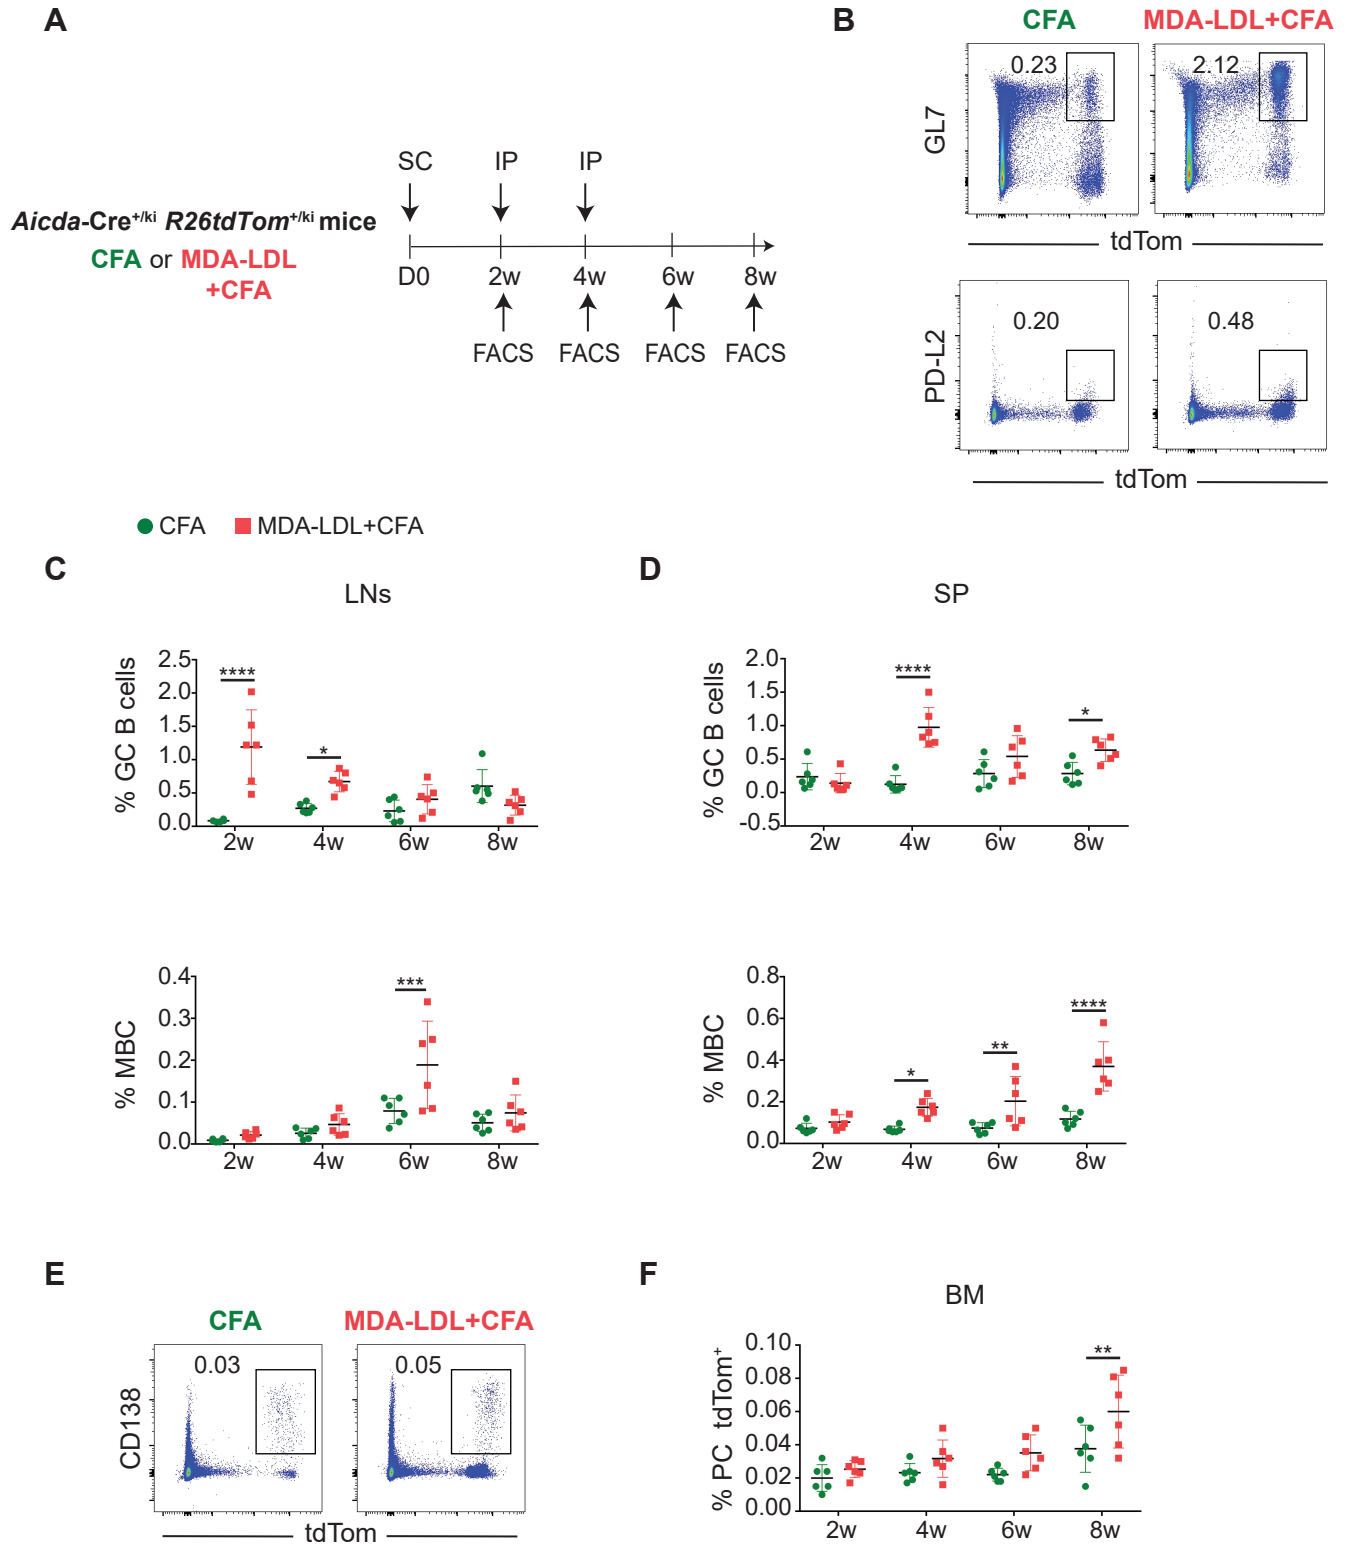 A
SC IP IP
Aicda-Cre+/ki R26tdTom+/ki mice
CFA or MDA-LDL
+CFA
D0 2w 4w 6w 8w
FACS FACS FACS FACS
B
CFA MDA-LDL+CFA
0.23 2.12
GL7
tdTom
0.20 0.48
PD-L2
tdTom
CFA MDA-LDL+CFA
C
LNs
% GC B cells
2.5
2.0
1.5
1.0
0.5
0.0
**** *
2w 4w 6w 8w
% MBC
0.4
0.3
0.2
0.1
0.0
***
2w 4w 6w 8w
D
SP
% GC B cells
2.0
1.5
1.0
0.5
0.0
-0.5
**** *
2w 4w 6w 8w
% MBC
0.8
0.6
0.4
0.2
0.0
* ** ****
2w 4w 6w 8w
E
CFA MDA-LDL+CFA
0.03 0.05
CD138
tdTom
F
BM
% PC tdTom+
0.10
0.08
0.06
0.04
0.02
0.00
**
2w 4w 6w 8w